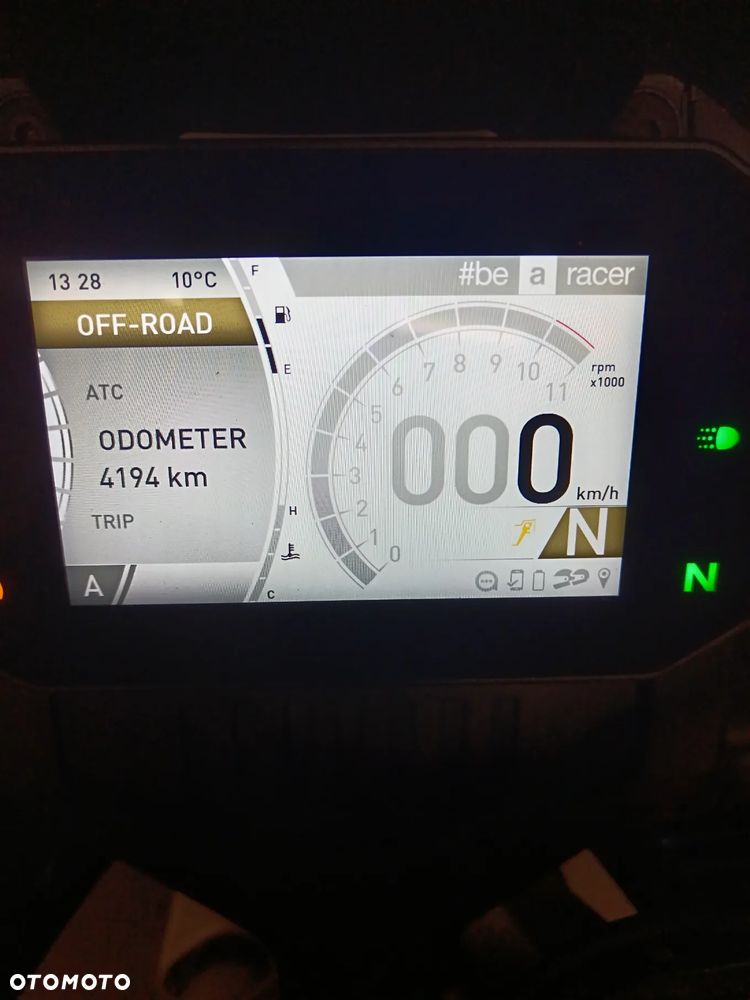 13 28 10°C
F
#be a racer
OFF-ROAD
E
ATC
ODOMETER
4194 km
TRIP
H
C
A
0 1 2 3 4 5 6 7 8 9 10 11
rpm
x1000
000 km/h
N
N
OTOMOTO